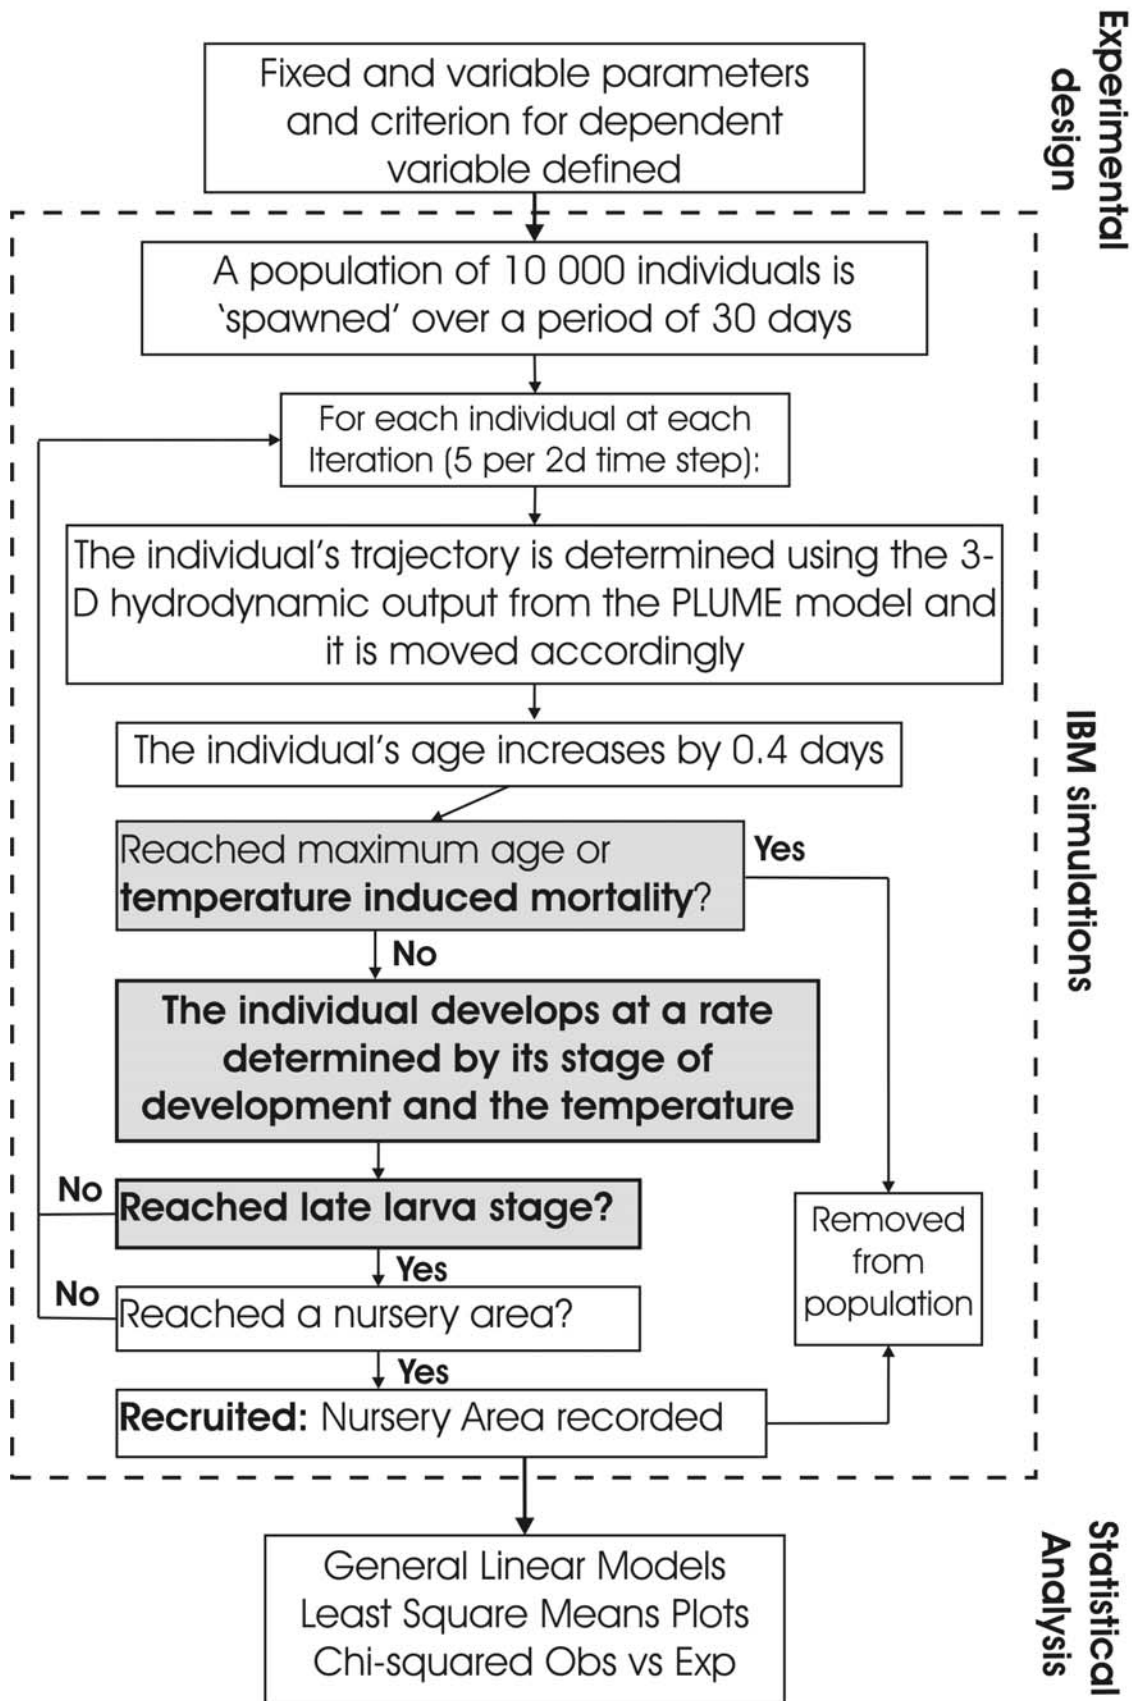 Experimental
design
Fixed and variable parameters
and criterion for dependent
variable defined
A population of 10 000 individuals is
‘spawned’ over a period of 30 days
For each individual at each
Iteration (5 per 2d time step):
The individual’s trajectory is determined using the 3-
D hydrodynamic output from the PLUME model and
it is moved accordingly
The individual’s age increases by 0.4 days
IBM simulations
Reached maximum age or
temperature induced mortality?
Yes
No
The individual develops at a rate
determined by its stage of
development and the temperature
No
Reached late larva stage?
Removed
from
population
Yes
No
Reached a nursery area?
Yes
Recruited: Nursery Area recorded
Statistical
Analysis
General Linear Models
Least Square Means Plots
Chi-squared Obs vs Exp